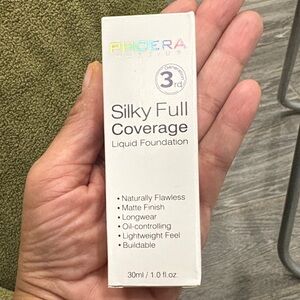 PHOERA
Generation
3rd
Silky Full
Coverage
Liquid Foundation
• Naturally Flawless
• Matte Finish
• Longwear
• Oil-controlling
• Lightweight Feel
• Buildable
30ml / 1.0 fl.oz.